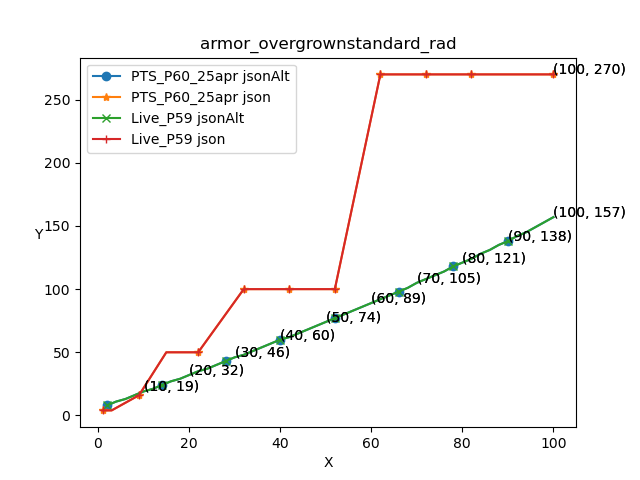 armor_overgrownstandard_rad
PTS_P60_25apr jsonAlt
PTS_P60_25apr json
Live_P59 jsonAlt
Live_P59 json
(100, 270)
(100, 157)
(90, 138)
(80, 121)
(70, 105)
(60, 89)
(50, 74)
(40, 60)
(30, 46)
(20, 32)
(10, 19)
Y
250
200
150
100
50
0
0 20 40 60 80 100
X